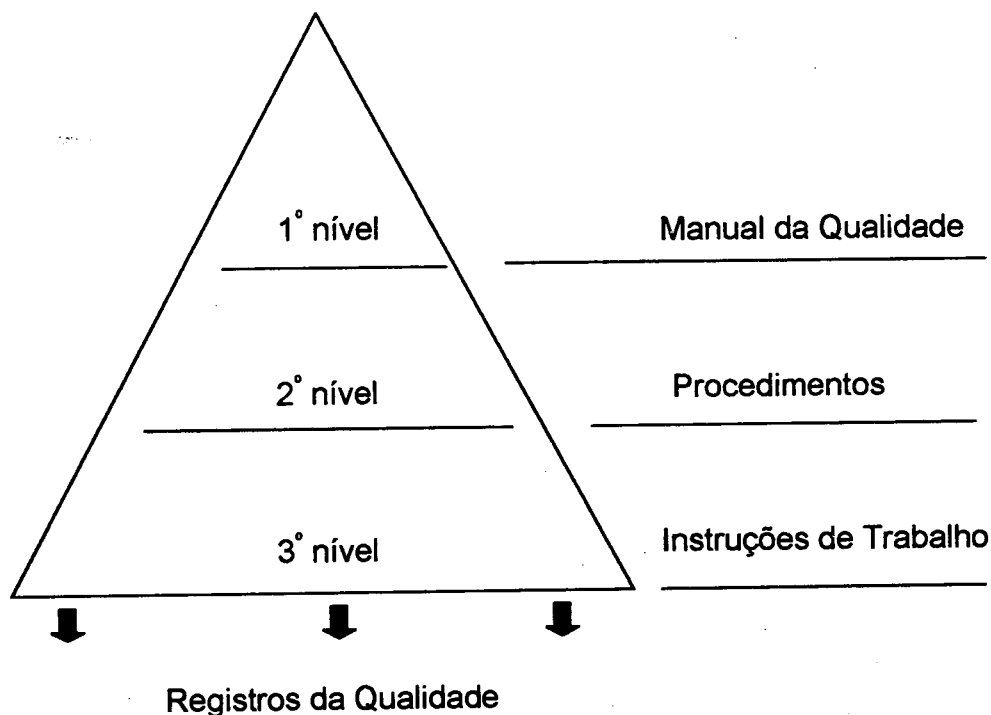 1° nível
Manual da Qualidade
2° nível
Procedimentos
3° nível
Instruções de Trabalho
Registros da Qualidade